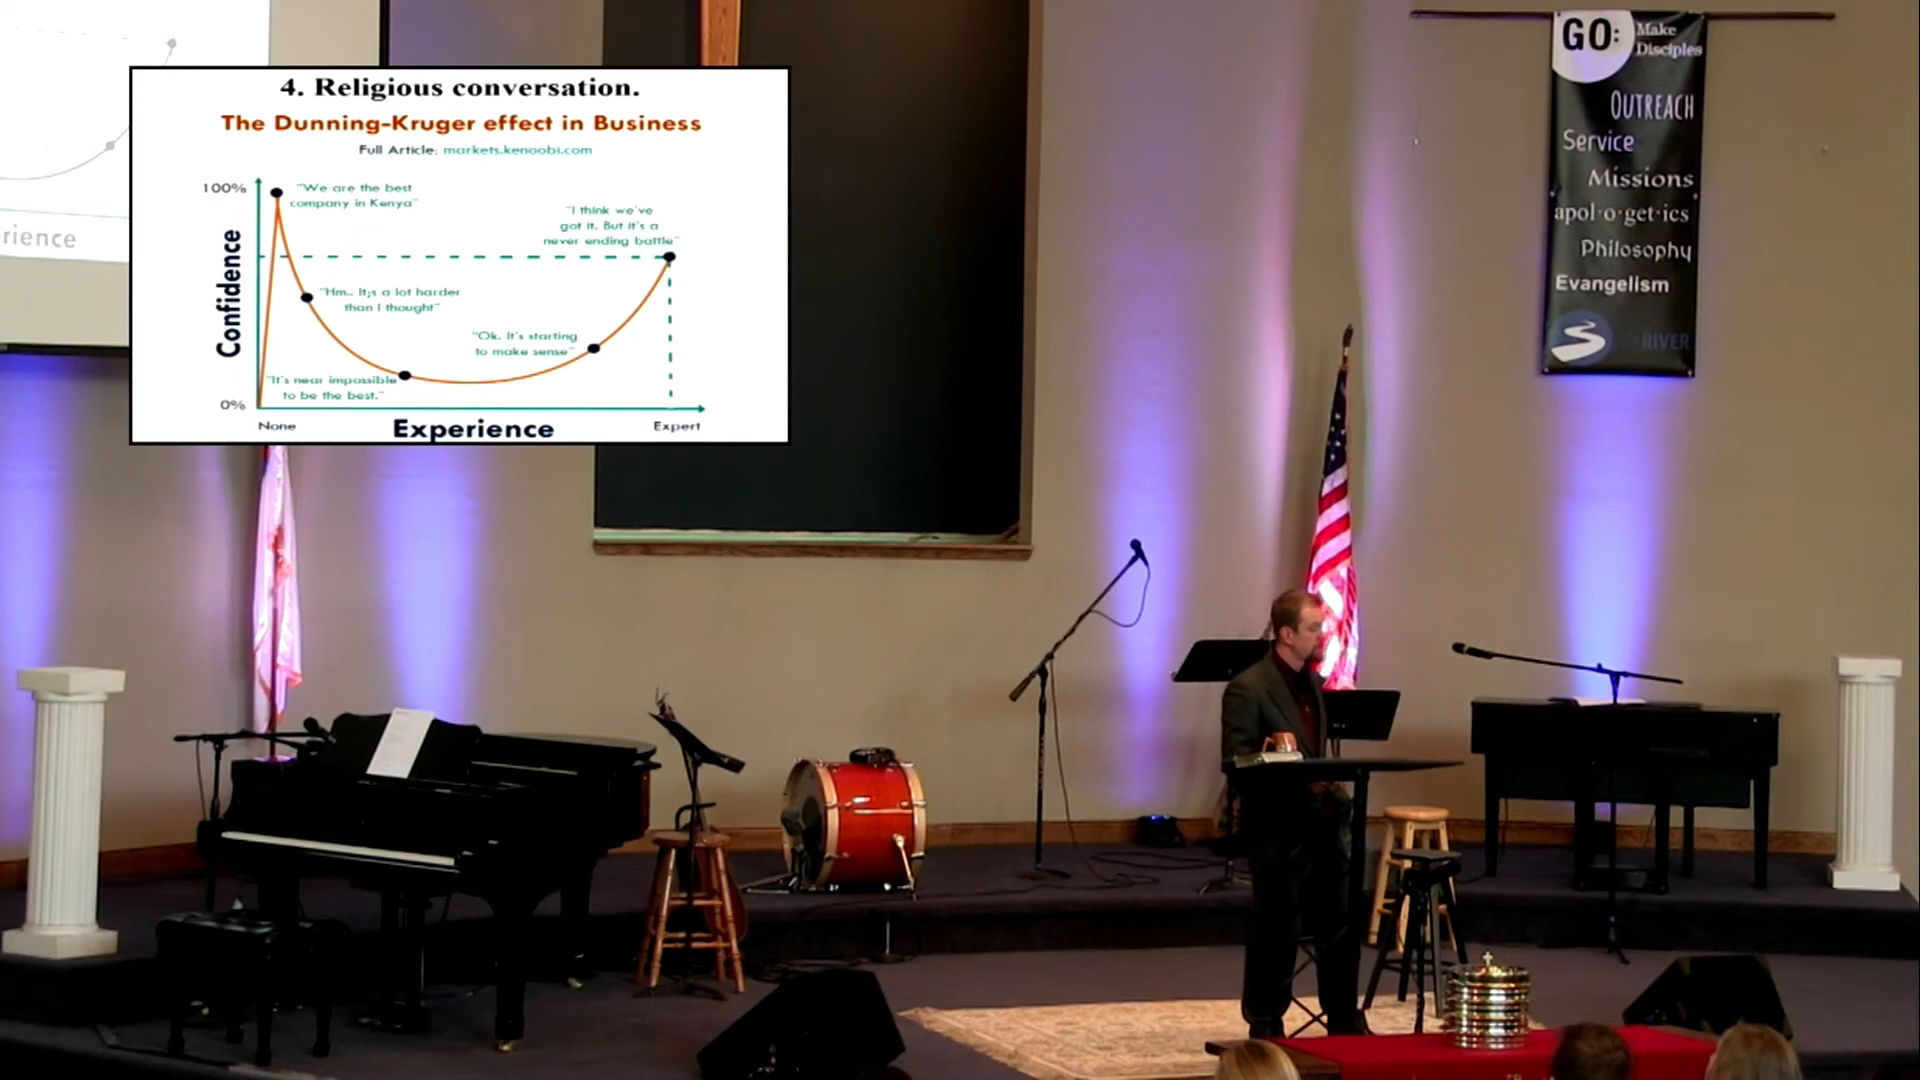 4. Religious conversation.
The Dunning-Kruger effect in Business
Full Article: markets.kenoobi.com
100%
"We are the best
company in Kenya"
"I think we've
got it. But it's a
never ending battle"
"Hm.. It;s a lot harder
than I thought"
"Ok. It's starting
to make sense"
"It's near impossible
to be the best."
0%
Confidence
None
Experience
Expert
rience
GO:
Make
Disciples
OUTREACH
Service
Missions
apol·o·get·ics
Philosophy
Evangelism
RIVER